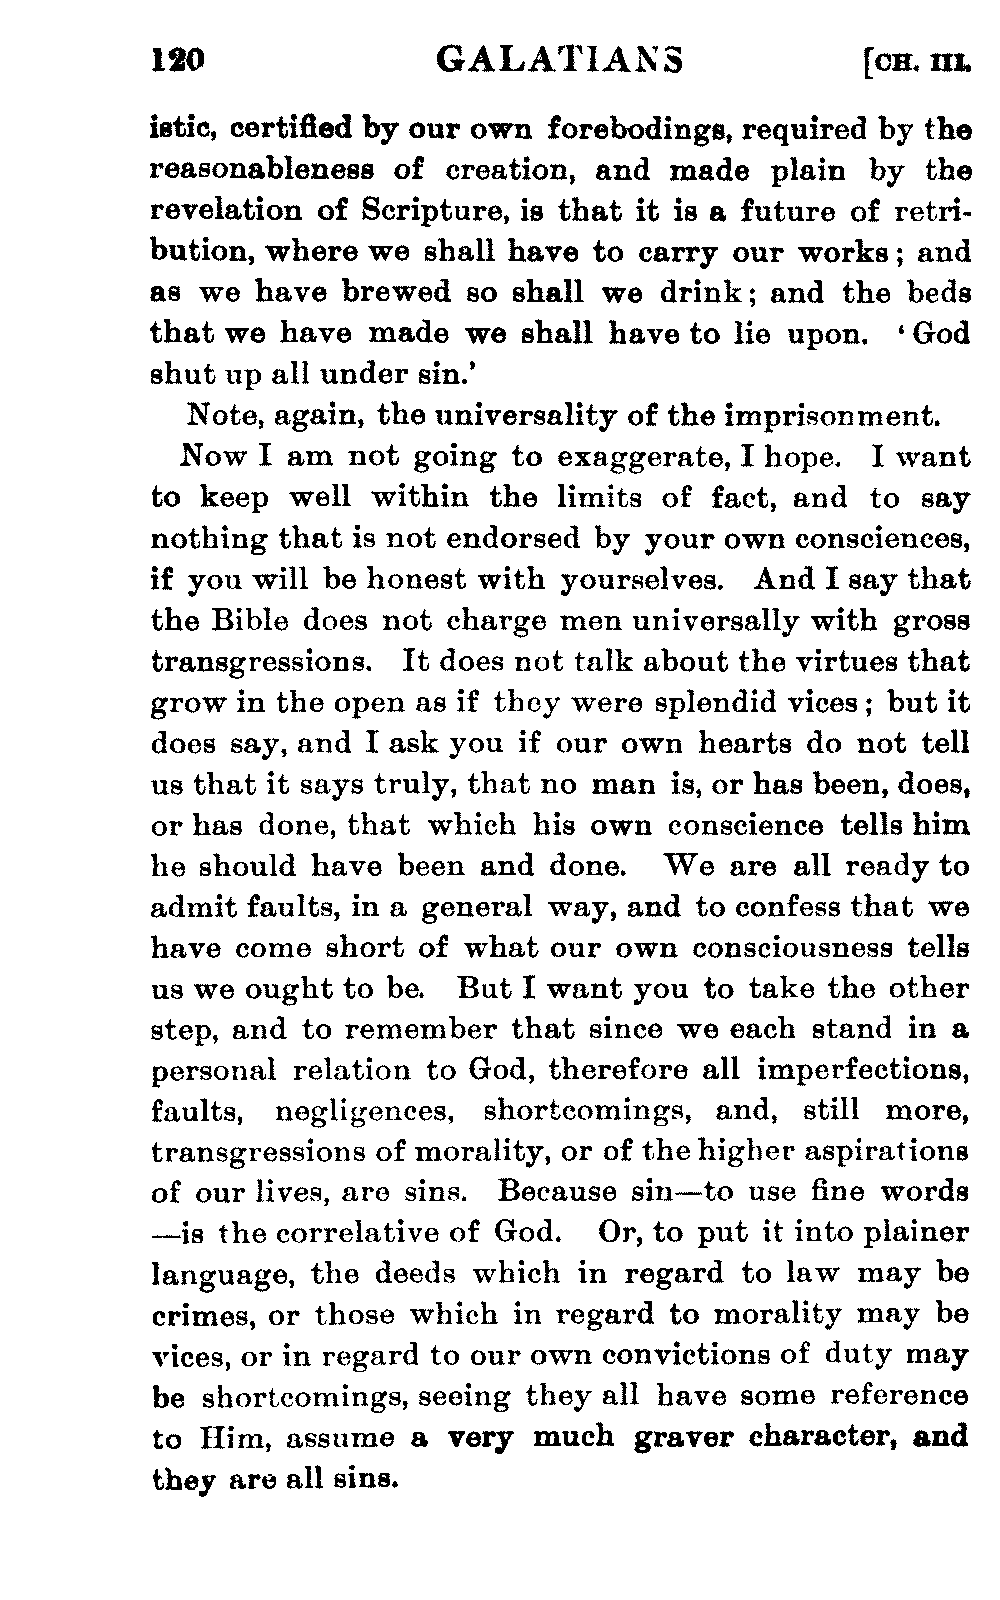 120 GALATIANS [CH. III.
istic, certified by our own forebodings, required by the
reasonableness of creation, and made plain by the
revelation of Scripture, is that it is a future of retri-
bution, where we shall have to carry our works; and
as we have brewed so shall we drink; and the beds
that we have made we shall have to lie upon. ‘God
shut up all under sin.’
Note, again, the universality of the imprisonment.
Now I am not going to exaggerate, I hope. I want
to keep well within the limits of fact, and to say
nothing that is not endorsed by your own consciences,
if you will be honest with yourselves. And I say that
the Bible does not charge men universally with gross
transgressions. It does not talk about the virtues that
grow in the open as if they were splendid vices; but it
does say, and I ask you if our own hearts do not tell
us that it says truly, that no man is, or has been, does,
or has done, that which his own conscience tells him
he should have been and done. We are all ready to
admit faults, in a general way, and to confess that we
have come short of what our own consciousness tells
us we ought to be. But I want you to take the other
step, and to remember that since we each stand in a
personal relation to God, therefore all imperfections,
faults, negligences, shortcomings, and, still more,
transgressions of morality, or of the higher aspirations
of our lives, are sins. Because sin—to use fine words
—is the correlative of God. Or, to put it into plainer
language, the deeds which in regard to law may be
crimes, or those which in regard to morality may be
vices, or in regard to our own convictions of duty may
be shortcomings, seeing they all have some reference
to Him, assume a very much graver character, and
they are all sins.